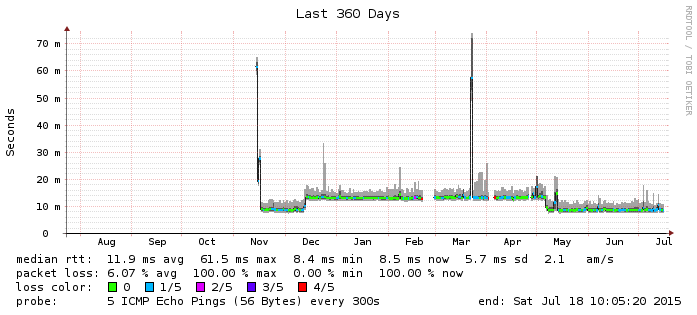 Last 360 Days
RRDTOOL / TOBI OETIKER
Seconds
70 m
60 m
50 m
40 m
30 m
20 m
10 m
0
Aug Sep Oct Nov Dec Jan Feb Mar Apr May Jun Jul
median rtt: 11.9 ms avg 61.5 ms max 8.4 ms min 8.5 ms now 5.7 ms sd 2.1 am/s
packet loss: 6.07 % avg 100.00 % max 0.00 % min 100.00 % now
loss color: 0 1/5 2/5 3/5 4/5
probe: 5 ICMP Echo Pings (56 Bytes) every 300s end: Sat Jul 18 10:05:20 2015